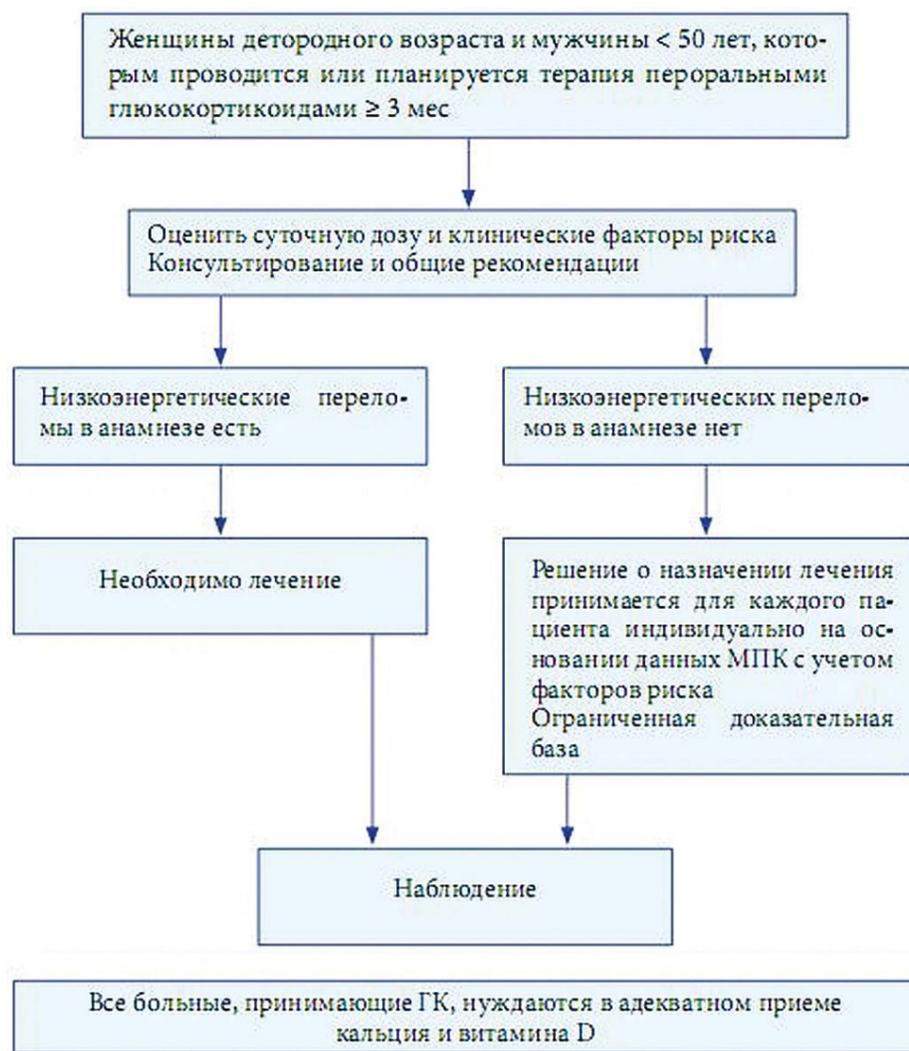 Женщины детородного возраста и мужчины < 50 лет, кото-
рым проводится или планируется терапия пероральными
глюкокортикоидами ≥ 3 мес
Оценить суточную дозу и клинические факторы риска
Консультирование и общие рекомендации
Низкоэнергетические перело-
мы в анамнезе есть
Низкоэнергетических перело-
мов в анамнезе нет
Необходимо лечение
Решение о назначении лечения
принимается для каждого па-
циента индивидуально на ос-
новании данных МПК с учетом
факторов риска
Ограниченная доказательная
база
Наблюдение
Все больные, принимающие ГК, нуждаются в адекватном приеме
кальция и витамина D